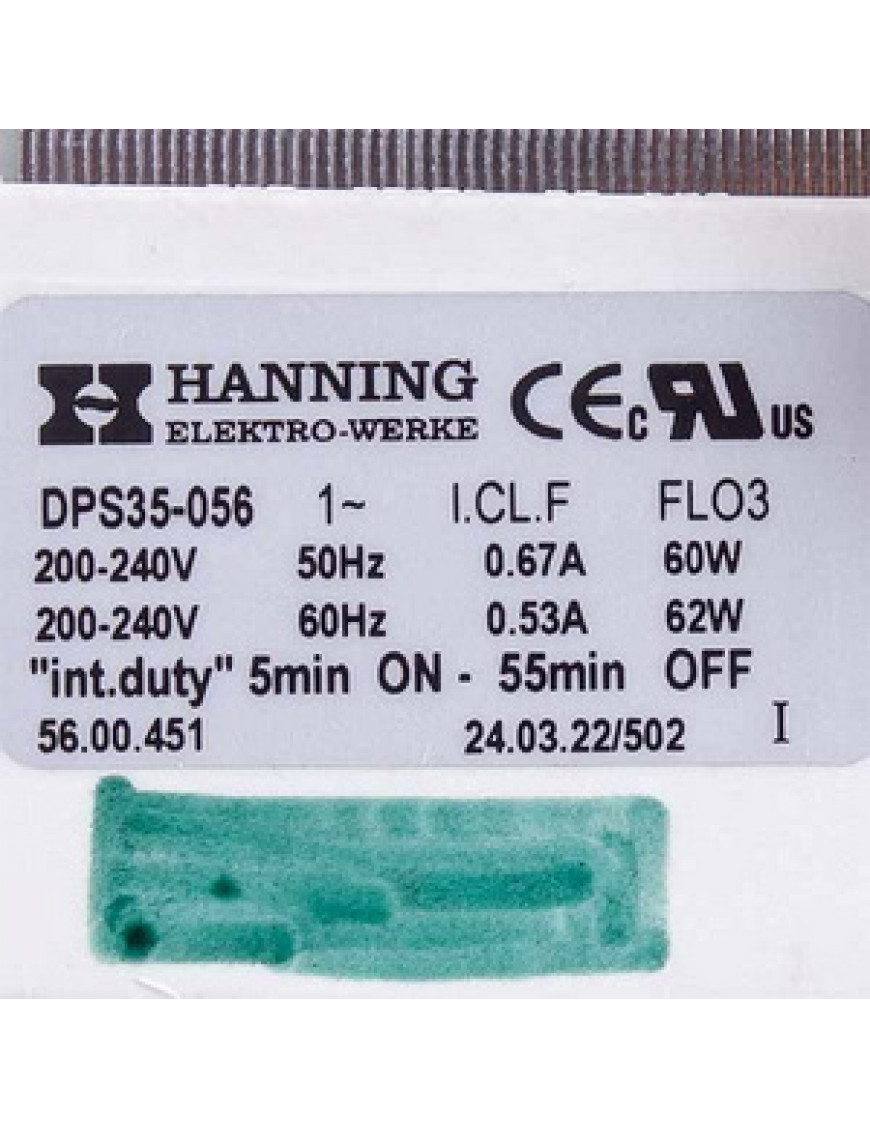 HANNING
ELEKTRO-WERKE
CE c RU US
DPS35-056 1~ I.CL.F FLO3
200-240V 50Hz 0.67A 60W
200-240V 60Hz 0.53A 62W
"int.duty" 5min ON - 55min OFF
56.00.451 24.03.22/502 I